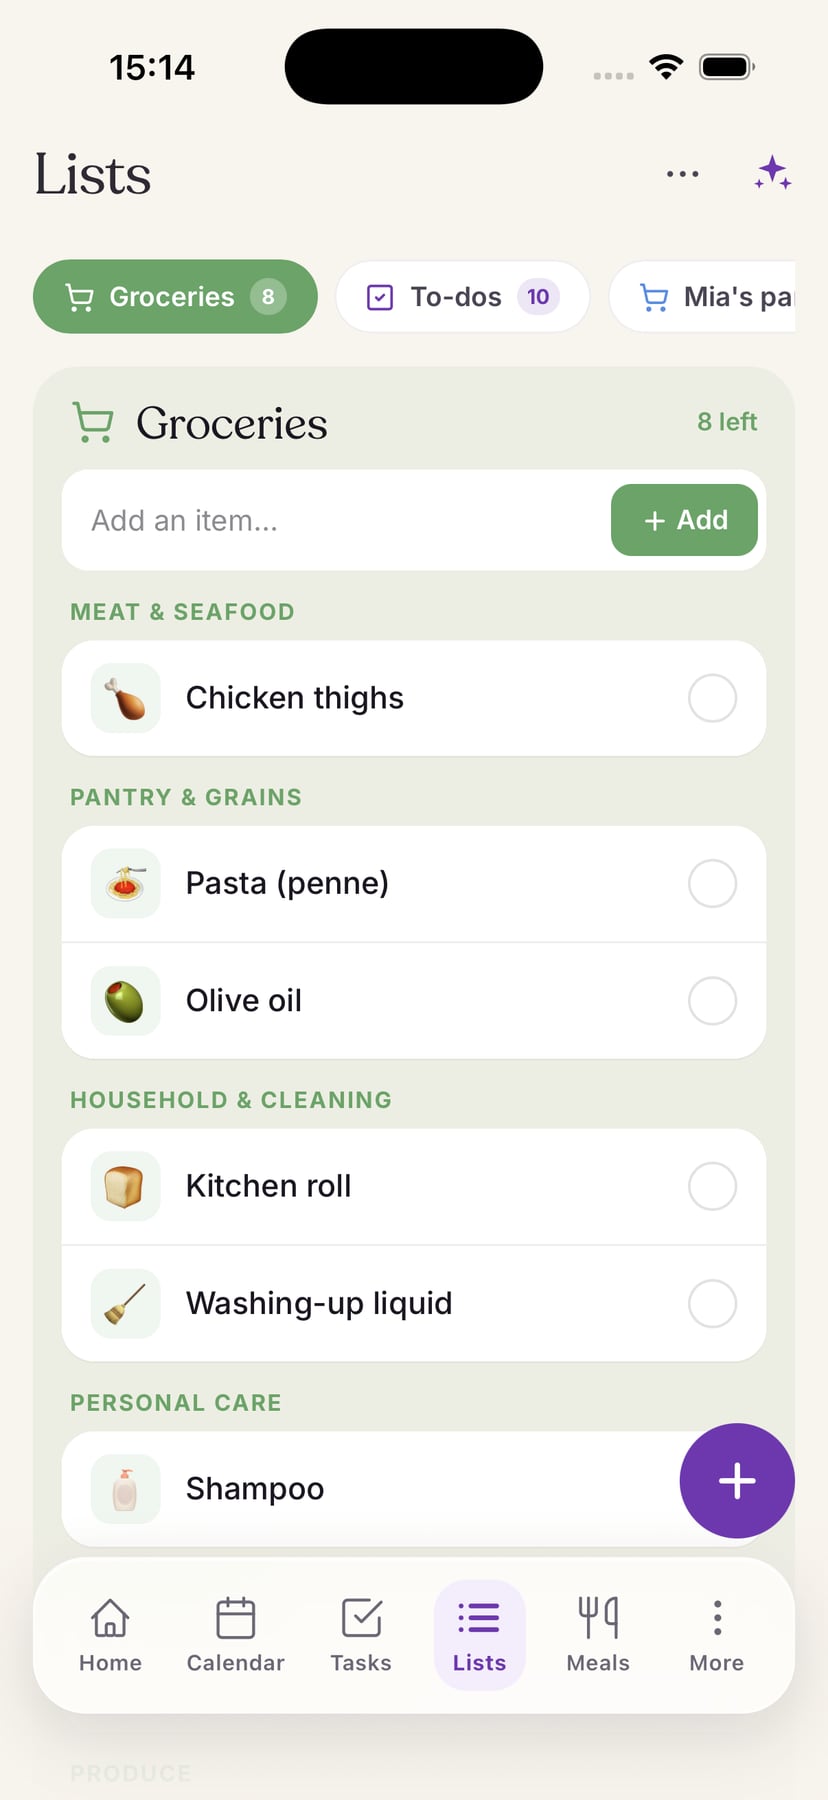 15:14
Lists
Groceries 8
To-dos 10
Mia's pa
Groceries
8 left
Add an item...
+ Add
MEAT & SEAFOOD
Chicken thighs
PANTRY & GRAINS
Pasta (penne)
Olive oil
HOUSEHOLD & CLEANING
Kitchen roll
Washing-up liquid
PERSONAL CARE
Shampoo
Home
Calendar
Tasks
Lists
Meals
More
PRODUCE